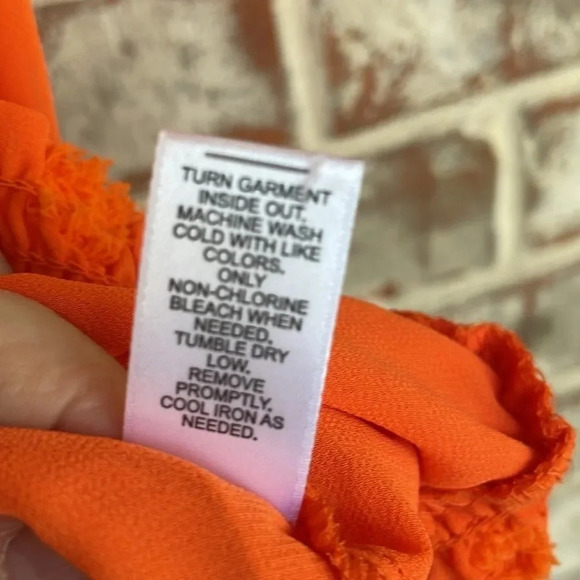 TURN GARMENT
INSIDE OUT.
MACHINE WASH
COLD WITH LIKE
COLORS.
ONLY
NON-CHLORINE
BLEACH WHEN
NEEDED.
TUMBLE DRY
LOW.
REMOVE
PROMPTLY.
COOL IRON AS
NEEDED.